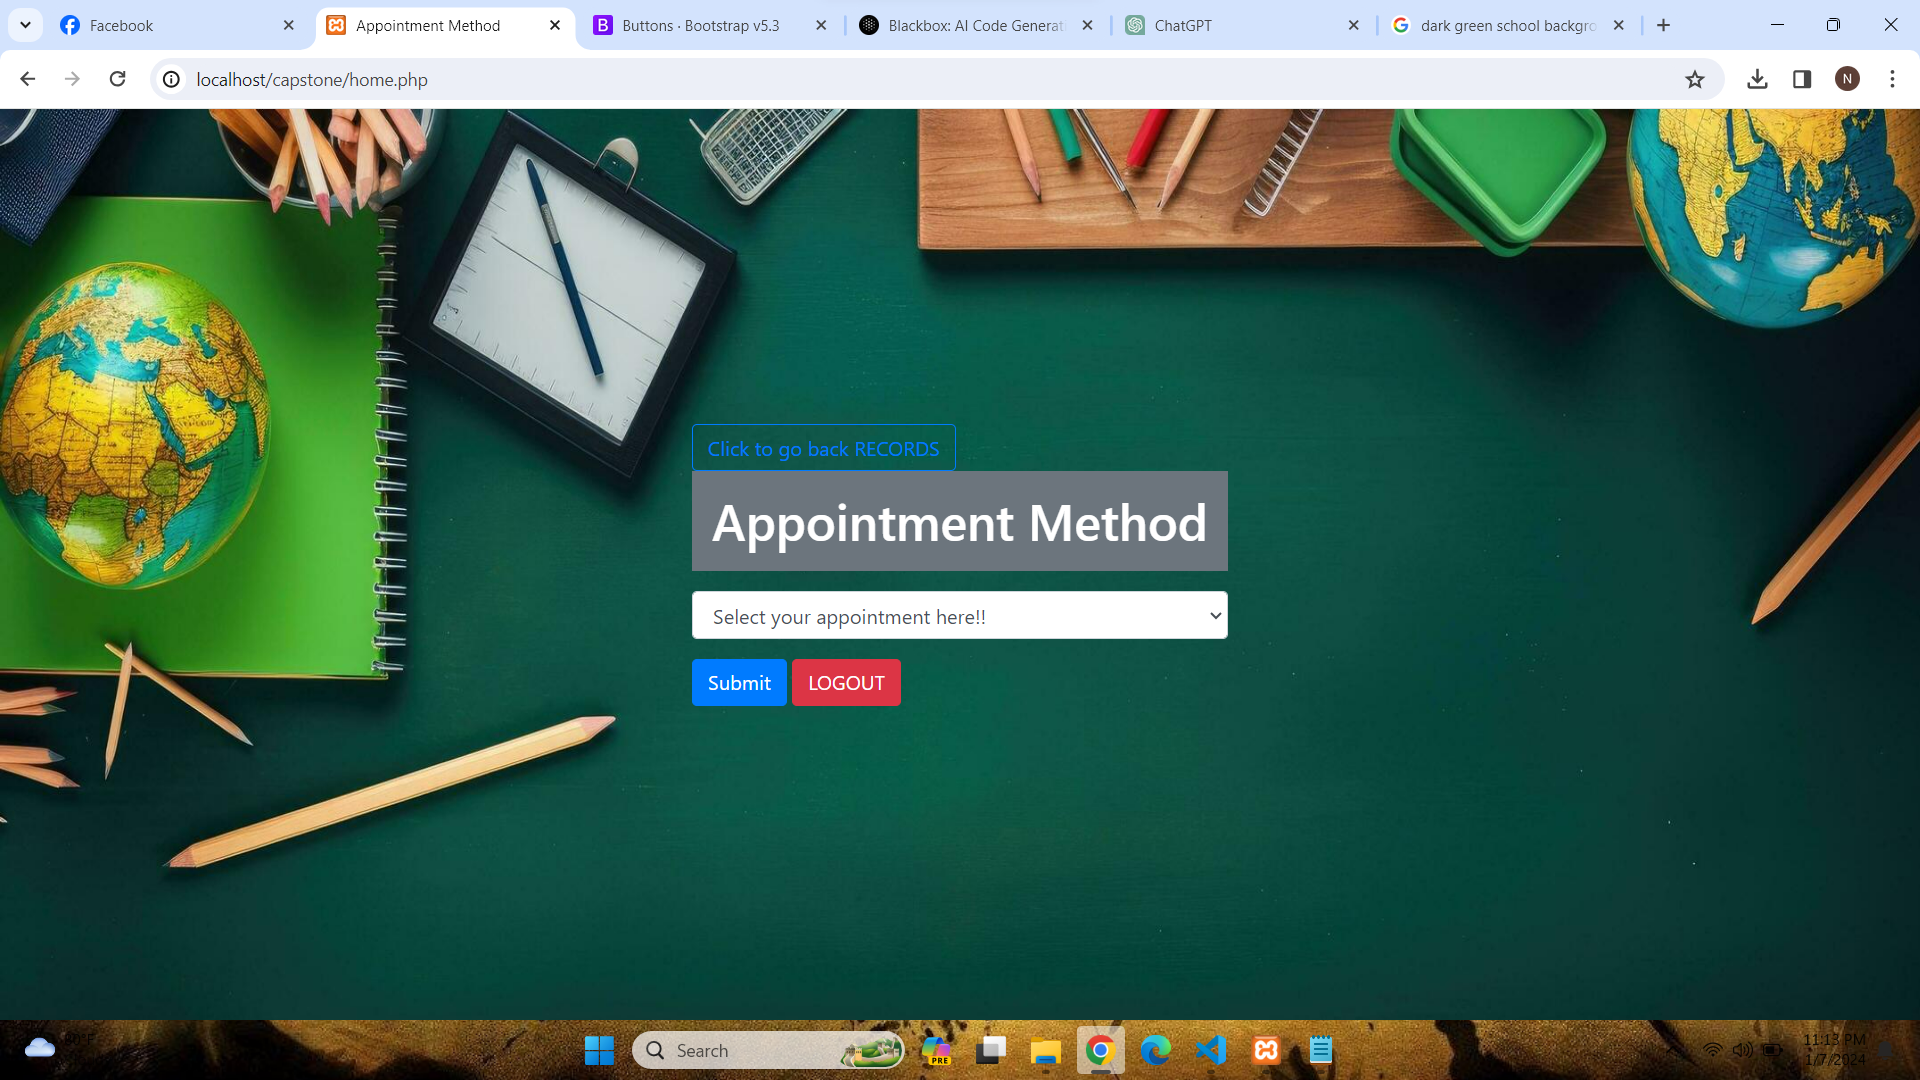 Facebook
Appointment Method
Buttons · Bootstrap v5.3
Blackbox: AI Code Generati
ChatGPT
dark green school backgro
localhost/capstone/home.php
N
Click to go back RECORDS
Appointment Method
Select your appointment here!!
Submit
LOGOUT
Search
PRE
11:13 PM
1/7/2024